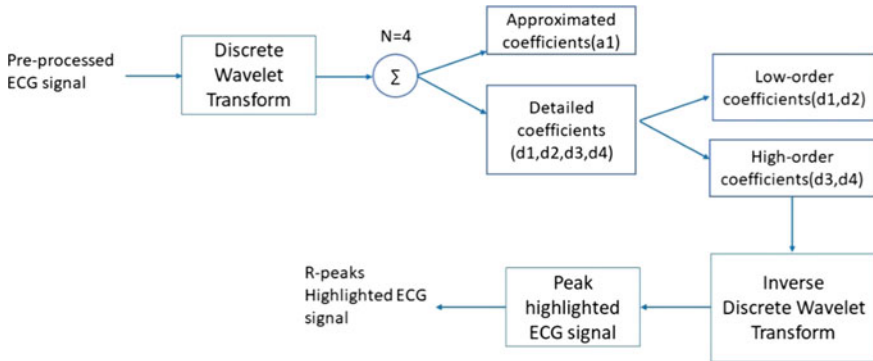 Pre-processed
ECG signal
Discrete
Wavelet
Transform
N=4
Σ
Approximated
coefficients(a1)
Detailed
coefficients
(d1,d2,d3,d4)
Low-order
coefficients(d1,d2)
High-order
coefficients(d3,d4)
Inverse
Discrete Wavelet
Transform
Peak
highlighted
ECG signal
R-peaks
Highlighted ECG
signal